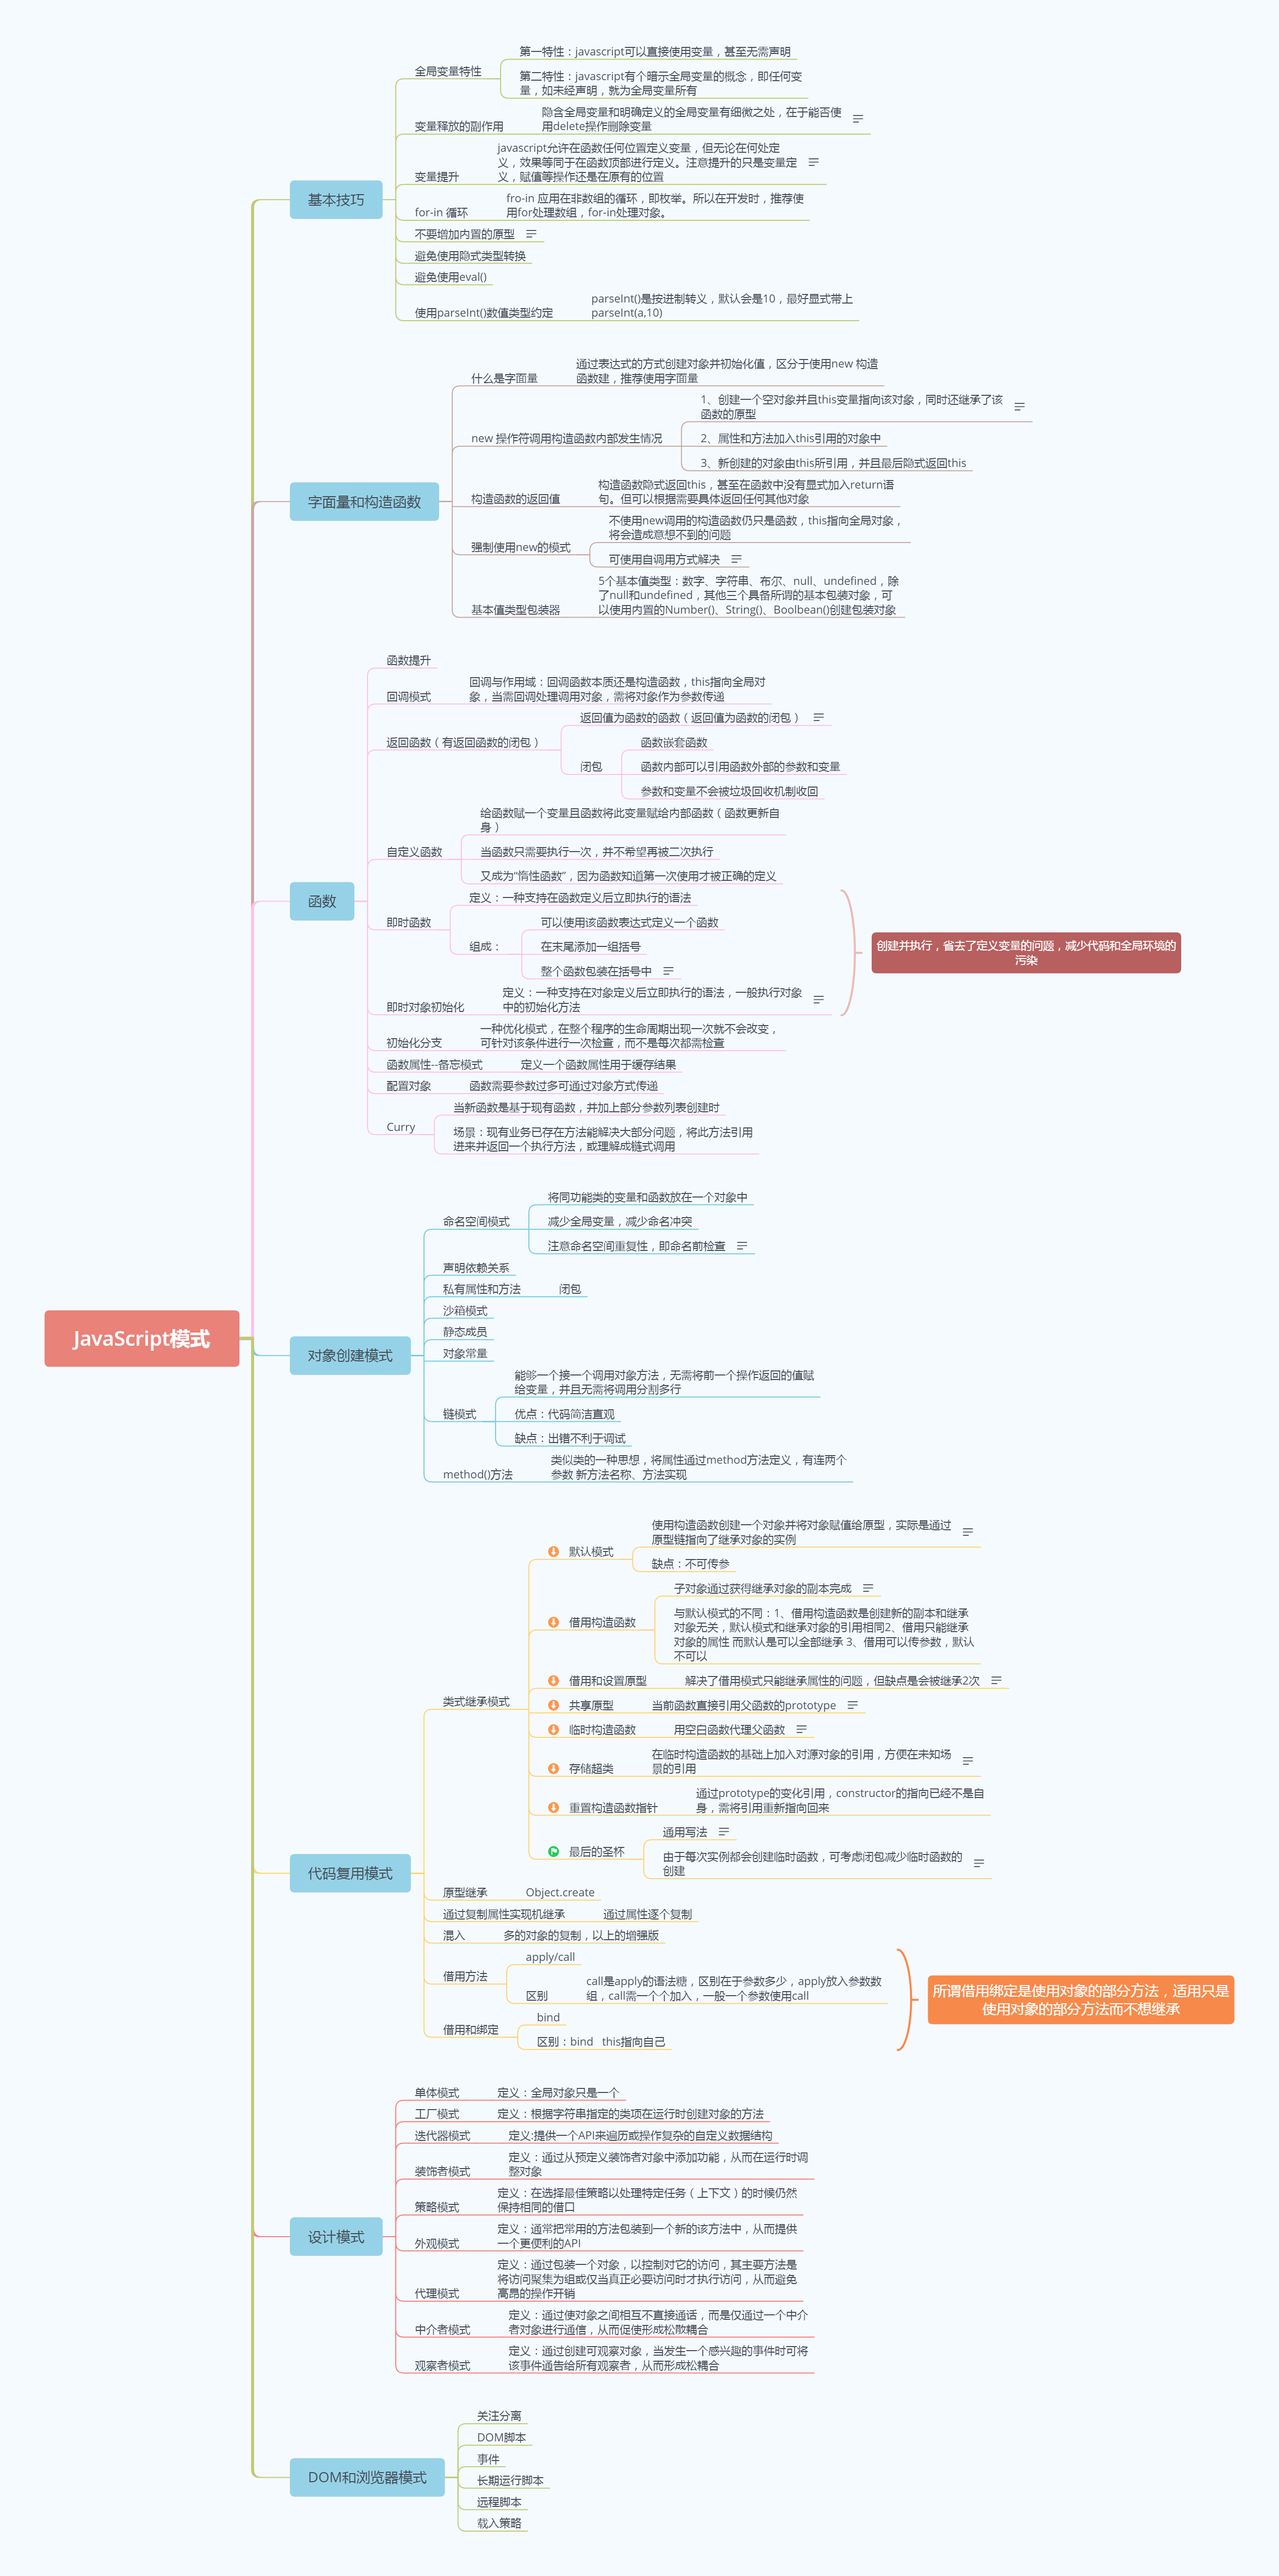 JavaScript模式
基本技巧
全局变量特性
第一特性：javascript可以直接使用变量，甚至无需声明
第二特性：javascript有个暗示全局变量的概念，即任何变
量，如未经声明，就为全局变量所有
变量释放的副作用
隐含全局变量和明确定义的全局变量有细微之处，在于能否使
用delete操作删除变量
变量提升
javascript允许在函数任何位置定义变量，但无论在何处定
义，效果等同于在函数顶部进行定义。注意提升的只是变量定
义，赋值等操作还是在原有的位置
for-in 循环
fro-in 应用在非数组的循环，即枚举。所以在开发时，推荐使
用for处理数组，for-in处理对象。
不要增加内置的原型
避免使用隐式类型转换
避免使用eval()
使用parseInt()数值类型约定
parseInt()是按进制转义，默认会是10，最好显式带上
parseInt(a,10)
字面量和构造函数
什么是字面量
通过表达式的方式创建对象并初始化值，区分于使用new 构造
函数建，推荐使用字面量
new 操作符调用构造函数内部发生情况
1、创建一个空对象并且this变量指向该对象，同时还继承了该
函数的原型
2、属性和方法加入this引用的对象中
3、新创建的对象由this所引用，并且最后隐式返回this
构造函数的返回值
构造函数隐式返回this，甚至在函数中没有显式加入return语
句。但可以根据需要具体返回任何其他对象
强制使用new的模式
不使用new调用的构造函数仍只是函数，this指向全局对象，
将会造成意想不到的问题
可使用自调用方式解决
基本值类型包装器
5个基本值类型：数字、字符串、布尔、null、undefined，除
了null和undefined，其他三个具备所谓的基本包装对象，可
以使用内置的Number()、String()、Boolbean()创建包装对象
函数
函数提升
回调模式
回调与作用域：回调函数本质还是构造函数，this指向全局对
象，当需回调处理调用对象，需将对象作为参数传递
返回函数（有返回函数的闭包）
返回值为函数的函数（返回值为函数的闭包）
闭包
函数嵌套函数
函数内部可以引用函数外部的参数和变量
参数和变量不会被垃圾回收机制收回
自定义函数
给函数赋一个变量且函数将此变量赋给内部函数（函数更新自
身）
当函数只需要执行一次，并不希望再被二次执行
又成为“惰性函数”，因为函数知道第一次使用才被正确的定义
即时函数
定义：一种支持在函数定义后立即执行的语法
组成：
可以使用该函数表达式定义一个函数
在末尾添加一组括号
整个函数包装在括号中
即时对象初始化
定义：一种支持在对象定义后立即执行的语法，一般执行对象
中的初始化方法
创建并执行，省去了定义变量的问题，减少代码和全局环境的
污染
初始化分支
一种优化模式，在整个程序的生命周期出现一次就不会改变，
可针对该条件进行一次检查，而不是每次都需检查
函数属性--备忘模式
定义一个函数属性用于缓存结果
配置对象
函数需要参数过多可通过对象方式传递
Curry
当新函数是基于现有函数，并加上部分参数列表创建时
场景：现有业务已存在方法能解决大部分问题，将此方法引用
进来并返回一个执行方法，或理解成链式调用
对象创建模式
命名空间模式
将同功能类的变量和函数放在一个对象中
减少全局变量，减少命名冲突
注意命名空间重复性，即命名前检查
声明依赖关系
私有属性和方法
闭包
沙箱模式
静态成员
对象常量
链模式
能够一个接一个调用对象方法，无需将前一个操作返回的值赋
给变量，并且无需将调用分割多行
优点：代码简洁直观
缺点：出错不利于调试
method()方法
类似类的一种思想，将属性通过method方法定义，有连两个
参数 新方法名称、方法实现
代码复用模式
类式继承模式
默认模式
使用构造函数创建一个对象并将对象赋值给原型，实际是通过
原型链指向了继承对象的实例
缺点：不可传参
借用构造函数
子对象通过获得继承对象的副本完成
与默认模式的不同：1、借用构造函数是创建新的副本和继承
对象无关，默认模式和继承对象的引用相同2、借用只能继承
对象的属性 而默认是可以全部继承 3、借用可以传参数，默认
不可以
借用和设置原型
解决了借用模式只能继承属性的问题，但缺点是会被继承2次
共享原型
当前函数直接引用父函数的prototype
临时构造函数
用空白函数代理父函数
存储超类
在临时构造函数的基础上加入对源对象的引用，方便在未知场
景的引用
重置构造函数指针
通过prototype的变化引用，constructor的指向已经不是自
身，需将引用重新指向回来
最后的圣杯
通用写法
由于每次实例都会创建临时函数，可考虑闭包减少临时函数的
创建
原型继承
Object.create
通过复制属性实现机继承
通过属性逐个复制
混入
多的对象的复制，以上的增强版
借用方法
apply/call
区别
call是apply的语法糖，区别在于参数多少，apply放入参数数
组，call需一个个加入，一般一个参数使用call
借用和绑定
bind
区别：bind this指向自己
所谓借用绑定是使用对象的部分方法，适用只是
使用对象的部分方法而不想继承
设计模式
单体模式
定义：全局对象只是一个
工厂模式
定义：根据字符串指定的类项在运行时创建对象的方法
迭代器模式
定义:提供一个API来遍历或操作复杂的自定义数据结构
装饰者模式
定义：通过从预定义装饰者对象中添加功能，从而在运行时调
整对象
策略模式
定义：在选择最佳策略以处理特定任务（上下文）的时候仍然
保持相同的借口
外观模式
定义：通常把常用的方法包装到一个新的该方法中，从而提供
一个更便利的API
代理模式
定义：通过包装一个对象，以控制对它的访问，其主要方法是
将访问聚集为组或仅当真正必要访问时才执行访问，从而避免
高昂的操作开销
中介者模式
定义：通过使对象之间相互不直接通话，而是仅通过一个中介
者对象进行通信，从而促使形成松散耦合
观察者模式
定义：通过创建可观察对象，当发生一个感兴趣的事件时可将
该事件通告给所有观察者，从而形成松耦合
DOM和浏览器模式
关注分离
DOM脚本
事件
长期运行脚本
远程脚本
载入策略